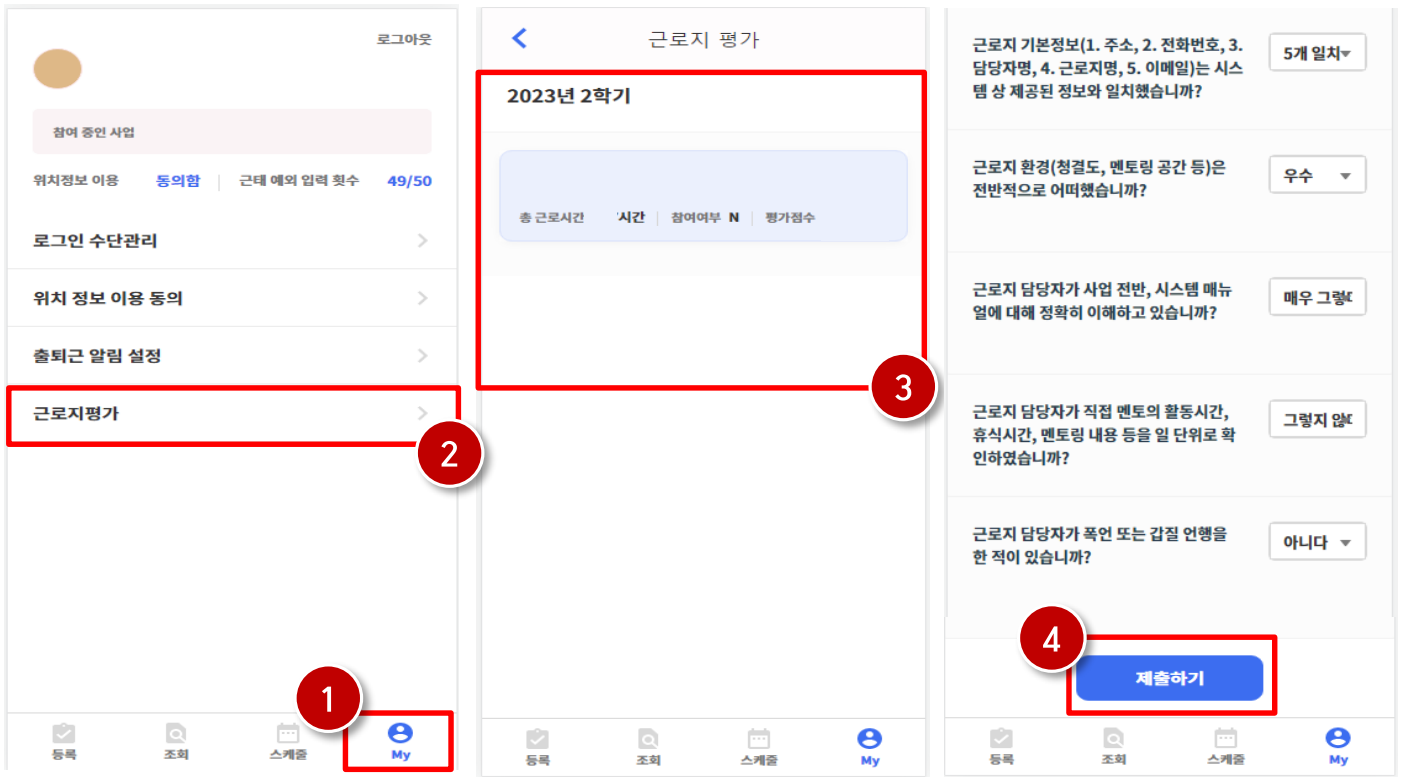 로그아웃
참여 중인 사업
위치정보 이용 동의함 근태 예외 입력 횟수 49/50
로그인 수단관리
위치 정보 이용 동의
출퇴근 알림 설정
근로지평가
2
1
등록 조회 스케줄 My
근로지 평가
2023년 2학기
총 근로시간 시간 참여여부 N 평가점수
3
등록 조회 스케줄 My
근로지 기본정보(1. 주소, 2. 전화번호, 3.
담당자명, 4. 근로지명, 5. 이메일)는 시스
템 상 제공된 정보와 일치했습니까?
5개 일치
근로지 환경(청결도, 멘토링 공간 등)은
전반적으로 어떠했습니까?
우수
근로지 담당자가 사업 전반, 시스템 매뉴
얼에 대해 정확히 이해하고 있습니까?
매우 그렇
근로지 담당자가 직접 멘토의 활동시간,
휴식시간, 멘토링 내용 등을 일 단위로 확
인하였습니까?
그렇지 않
근로지 담당자가 폭언 또는 갑질 언행을
한 적이 있습니까?
아니다
4
제출하기
등록 조회 스케줄 My